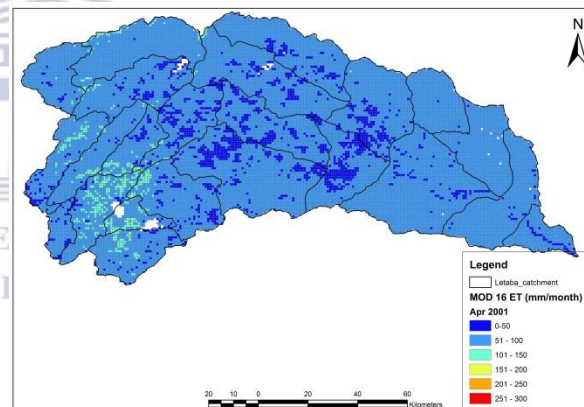 N
Legend
Letaba_catchment
MOD 16 ET (mm/month)
Apr 2001
0-50
51 - 100
101 - 150
151 - 200
201 - 250
251 - 300
20 10 0 20 40 60
Kilometers